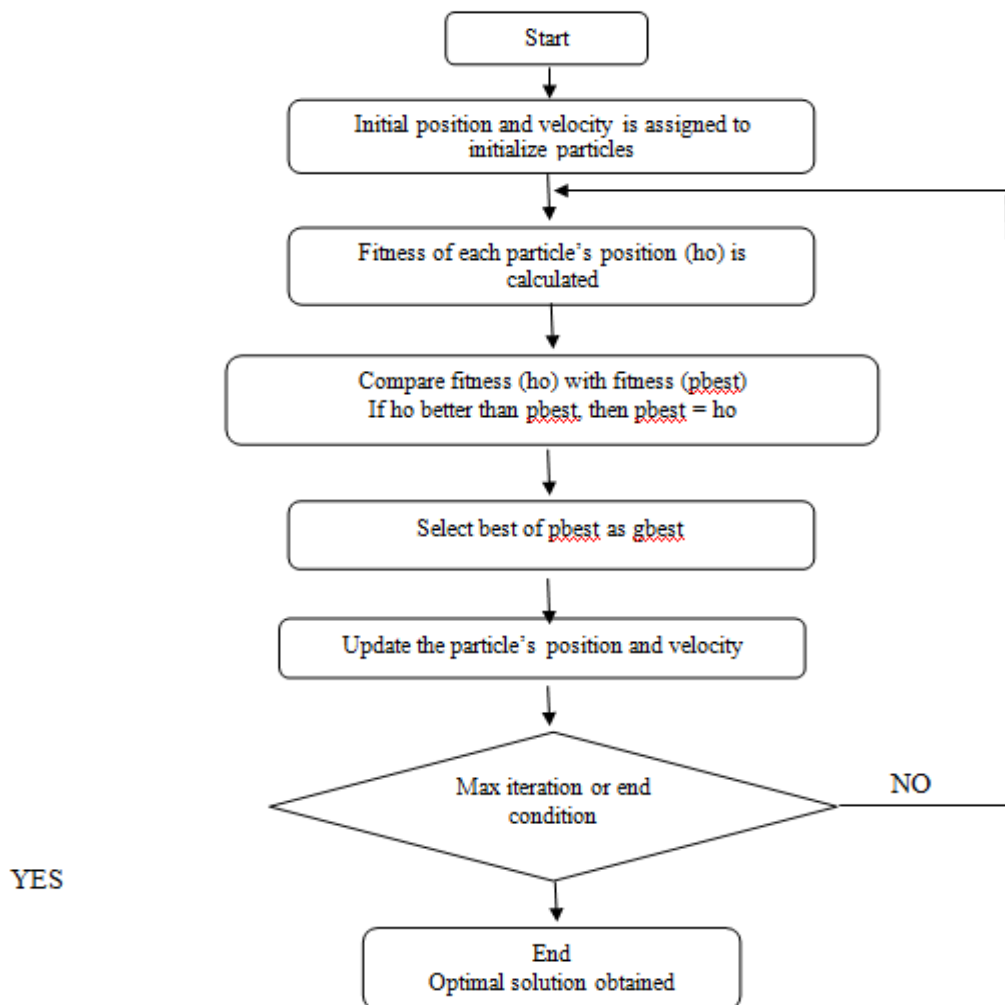 Start
Initial position and velocity is assigned to
initialize particles
Fitness of each particle’s position (ho) is
calculated
Compare fitness (ho) with fitness (pbest)
If ho better than pbest, then pbest = ho
Select best of pbest as gbest
Update the particle’s position and velocity
Max iteration or end
condition
NO
YES
End
Optimal solution obtained